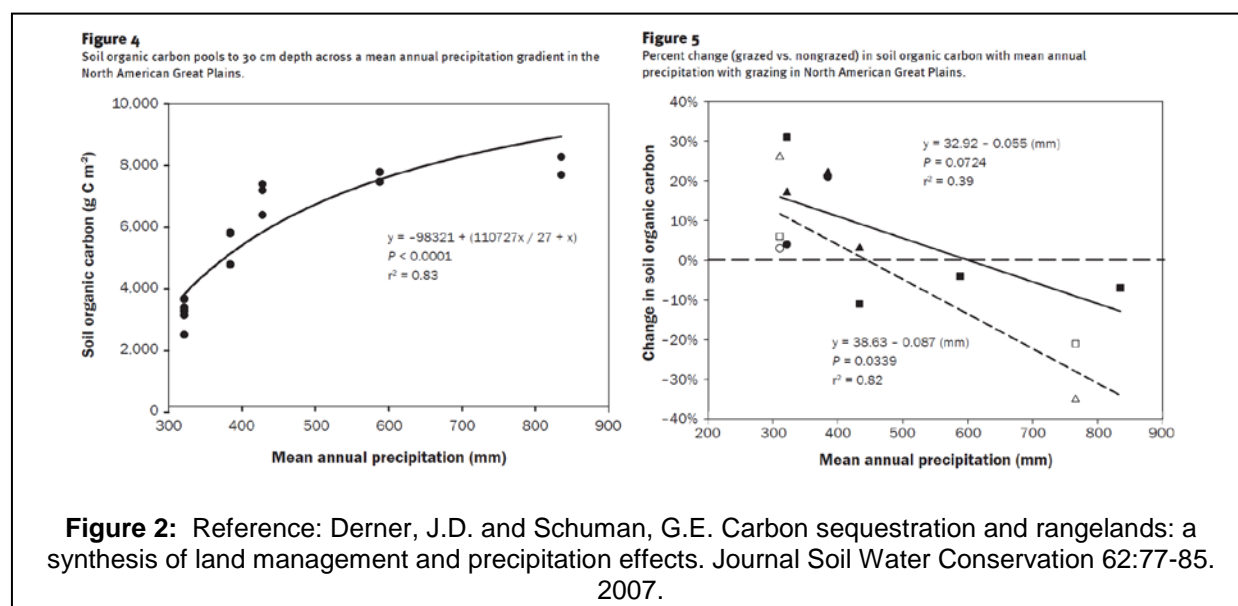 Figure 4
Soil organic carbon pools to 30 cm depth across a mean annual precipitation gradient in the
North American Great Plains.
10,000
8,000
6,000
4,000
2,000
0
300
400
500
600
700
800
900
Soil organic carbon (g C m⁻²)
y = −98321 + (110727x / 27 + x)
P < 0.0001
r² = 0.83
Mean annual precipitation (mm)
Figure 5
Percent change (grazed vs. nongrazed) in soil organic carbon with mean annual
precipitation with grazing in North American Great Plains.
40%
30%
20%
10%
0%
−10%
−20%
−30%
−40%
200
300
400
500
600
700
800
900
Change in soil organic carbon
y = 32.92 − 0.055 (mm)
P = 0.0724
r² = 0.39
y = 38.63 − 0.087 (mm)
P = 0.0339
r² = 0.82
Mean annual precipitation (mm)
Figure 2: Reference: Derner, J.D. and Schuman, G.E. Carbon sequestration and rangelands: a
synthesis of land management and precipitation effects. Journal Soil Water Conservation 62:77-85.
2007.